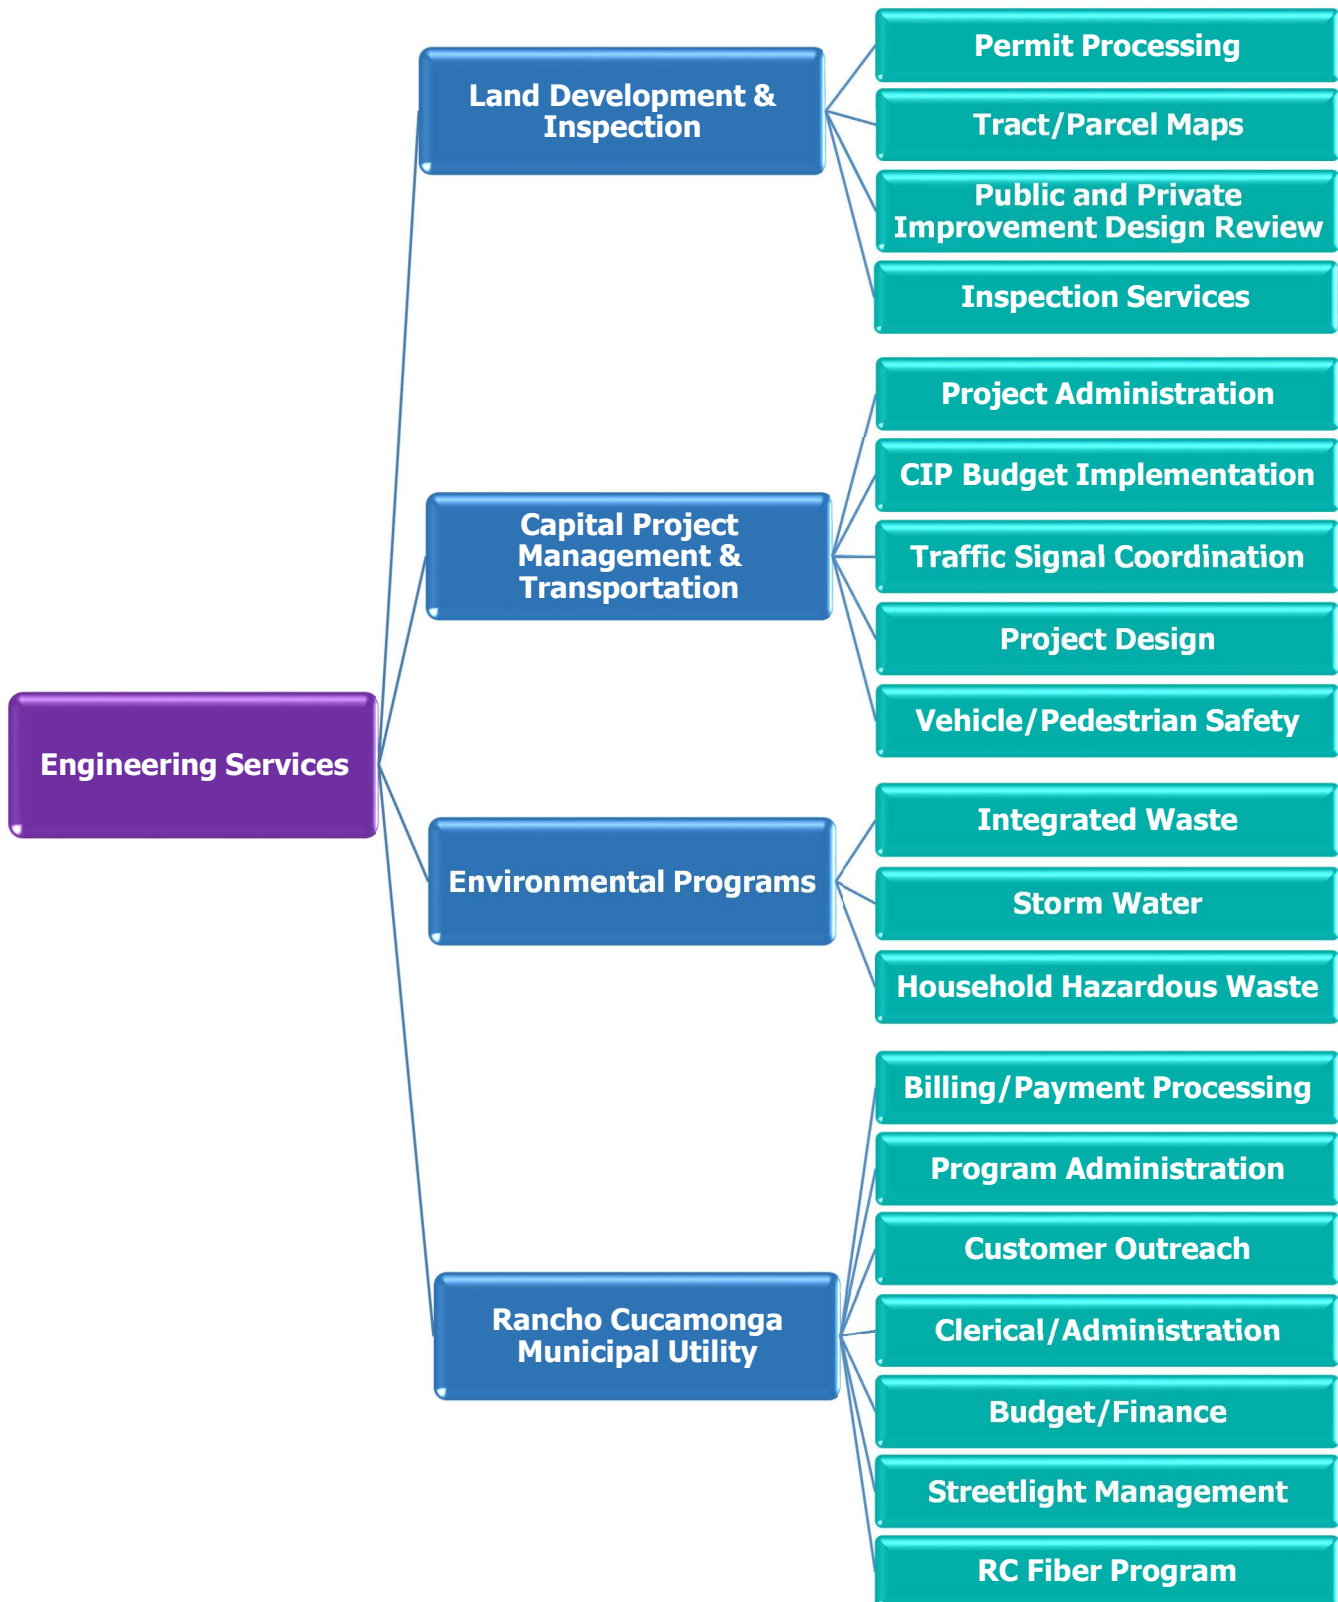 Engineering Services
Land Development &
Inspection
Permit Processing
Tract/Parcel Maps
Public and Private
Improvement Design Review
Inspection Services
Capital Project
Management &
Transportation
Project Administration
CIP Budget Implementation
Traffic Signal Coordination
Project Design
Vehicle/Pedestrian Safety
Environmental Programs
Integrated Waste
Storm Water
Household Hazardous Waste
Rancho Cucamonga
Municipal Utility
Billing/Payment Processing
Program Administration
Customer Outreach
Clerical/Administration
Budget/Finance
Streetlight Management
RC Fiber Program